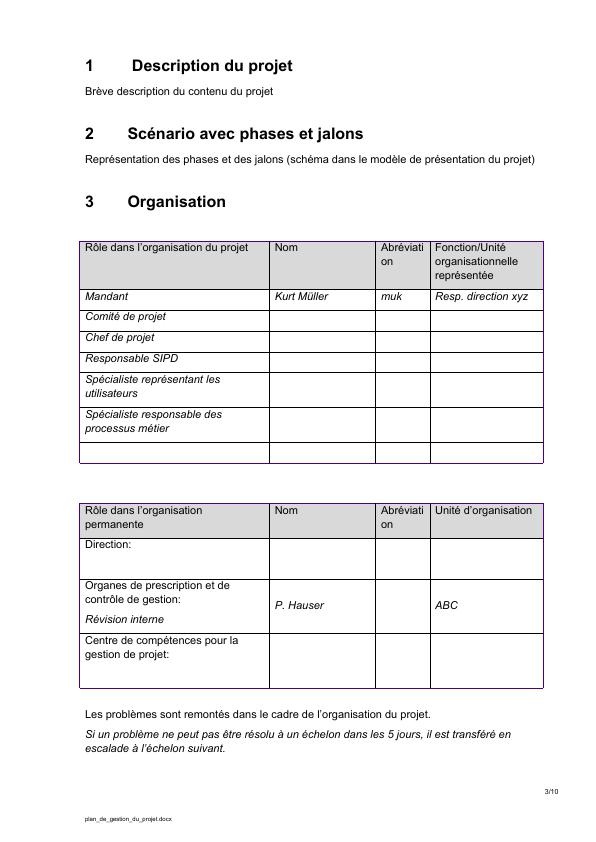 1 Description du projet
Brève description du contenu du projet
2 Scénario avec phases et jalons
Représentation des phases et des jalons (schéma dans le modèle de présentation du projet)
3 Organisation
Rôle dans l'organisation du projet Nom Abréviati Fonction/Unité
on organisationnelle
représentée
Mandant Kurt Müller muk Resp. direction xyz
Comité de projet
Chef de projet
Responsable SIPD
Spécialiste représentant les
utilisateurs
Spécialiste responsable des
processus métier
Rôle dans l'organisation Nom Abréviati Unité d'organisation
permanente on
Direction:
Organes de prescription et de
contrôle de gestion:
P. Hauser ABC
Révision interne
Centre de compétences pour la
gestion de projet:
Les problèmes sont remontés dans le cadre de l'organisation du projet.
Si un problème ne peut pas être résolu à un échelon dans les 5 jours, il est transféré en
escalade à l'échelon suivant.
3/10
plan_de_gestion_du_projet.docx